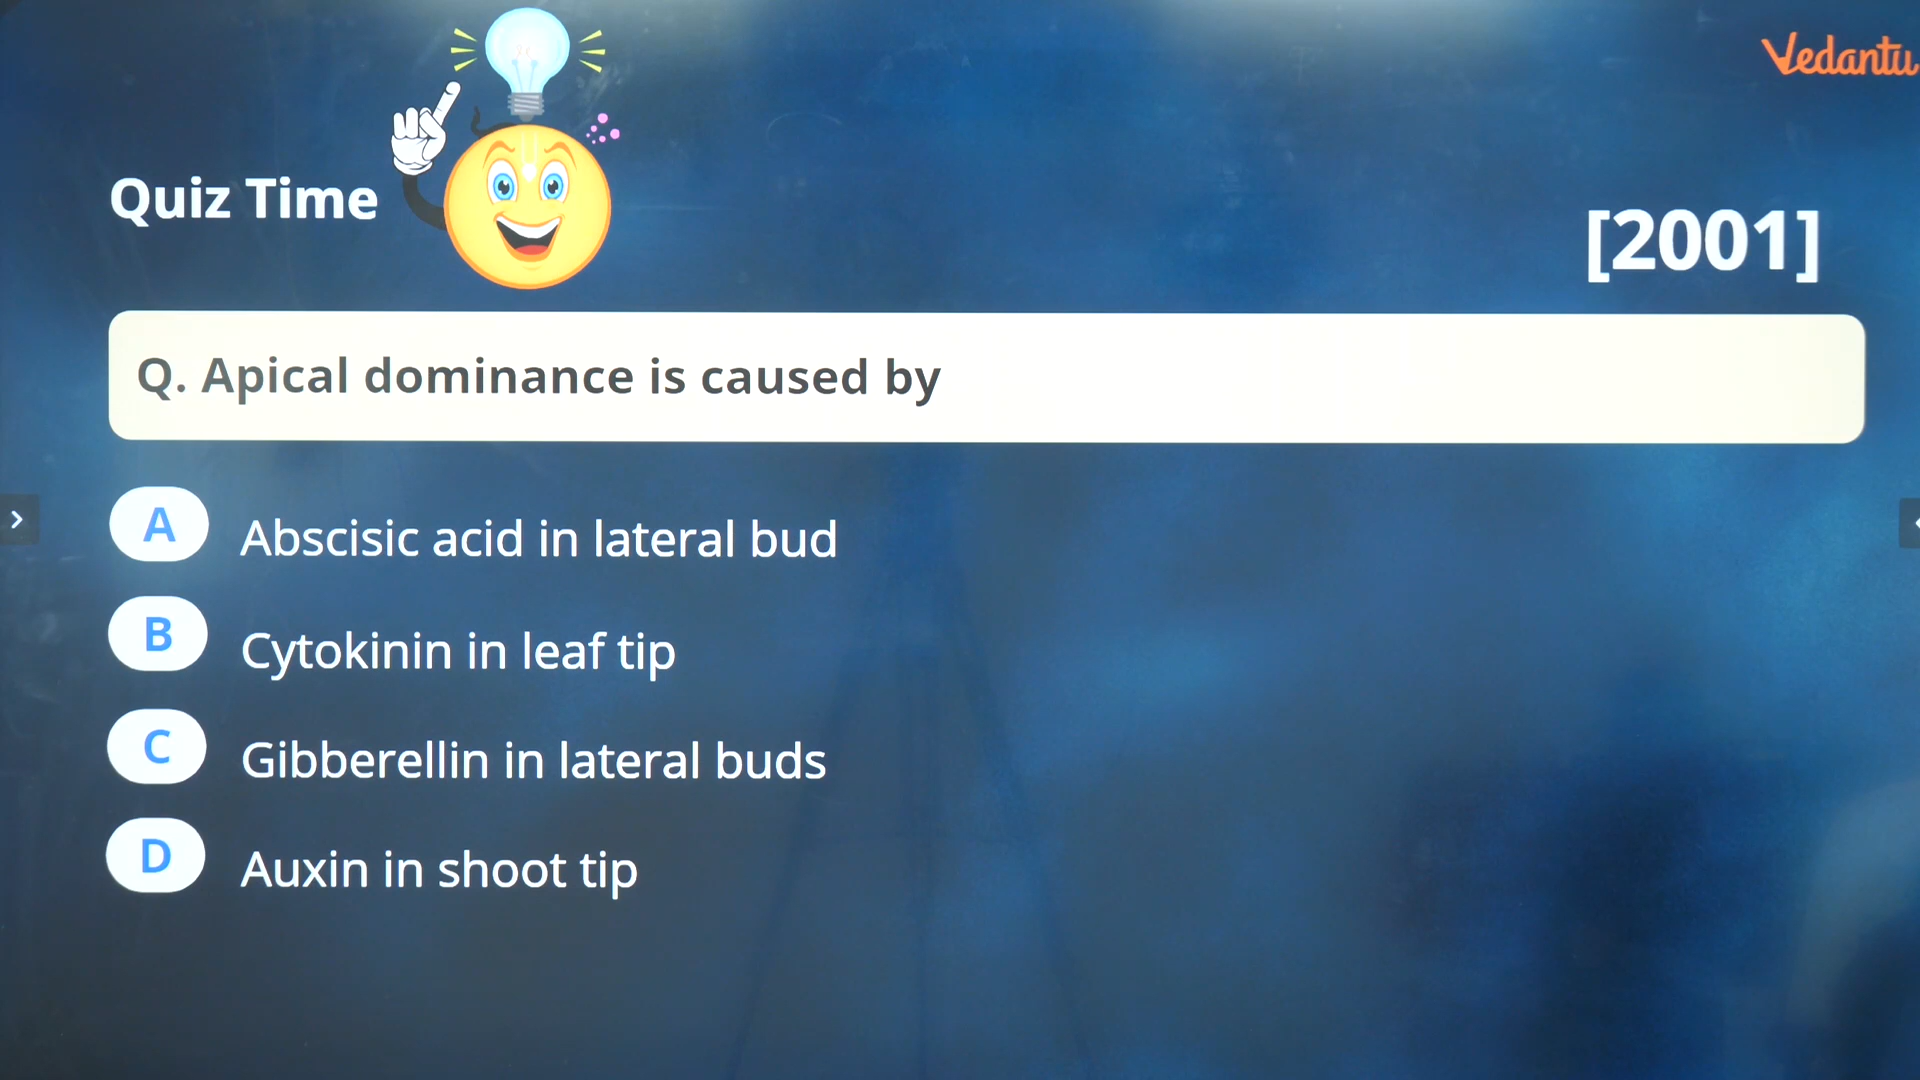 Vedantu
Quiz Time
[2001]
Q. Apical dominance is caused by
A Abscisic acid in lateral bud
B Cytokinin in leaf tip
C Gibberellin in lateral buds
D Auxin in shoot tip